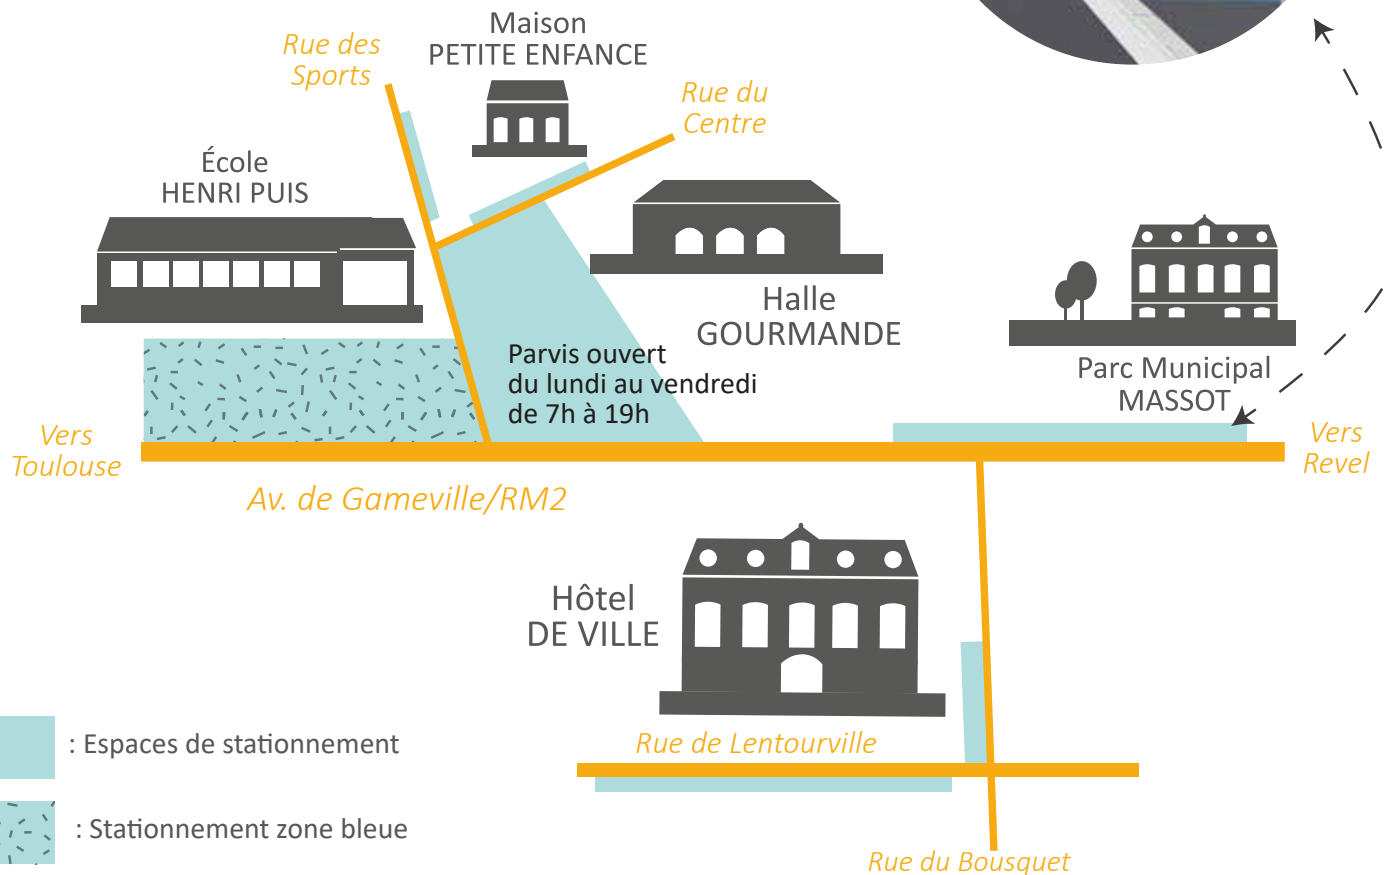 Maison
PETITE ENFANCE
Rue des
Sports
Rue du
Centre
École
HENRI PUIS
Halle
GOURMANDE
Parvis ouvert
du lundi au vendredi
de 7h à 19h
Parc Municipal
MASSOT
Vers
Toulouse
Vers
Revel
Av. de Gameville/RM2
Hôtel
DE VILLE
Rue de Lentourville
: Espaces de stationnement
: Stationnement zone bleue
Rue du Bousquet